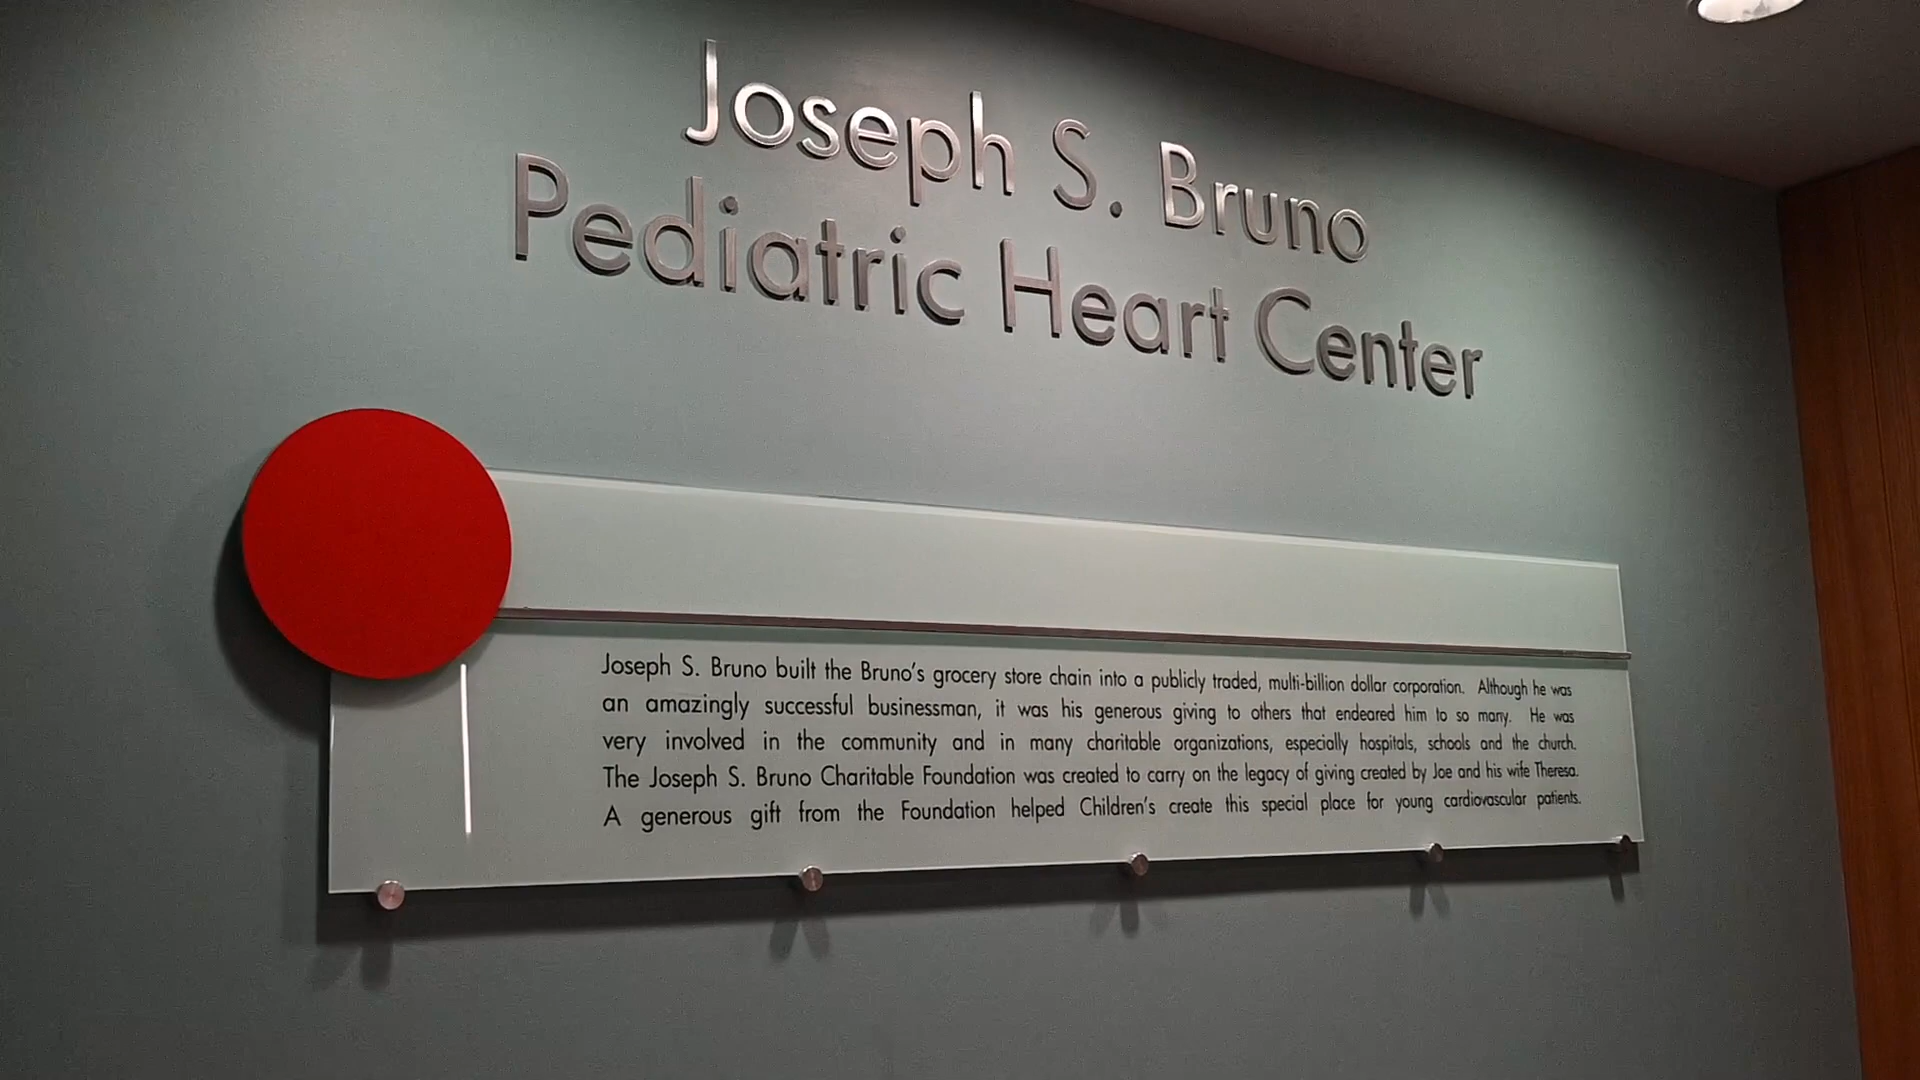 Joseph S. Bruno
Pediatric Heart Center
Joseph S. Bruno built the Bruno's grocery store chain into a publicly traded, multi-billion dollar corporation. Although he was
an amazingly successful businessman, it was his generous giving to others that endeared him to so many. He was
very involved in the community and in many charitable organizations, especially hospitals, schools and the church.
The Joseph S. Bruno Charitable Foundation was created to carry on the legacy of giving created by Joe and his wife Theresa.
A generous gift from the Foundation helped Children's create this special place for young cardiovascular patients.